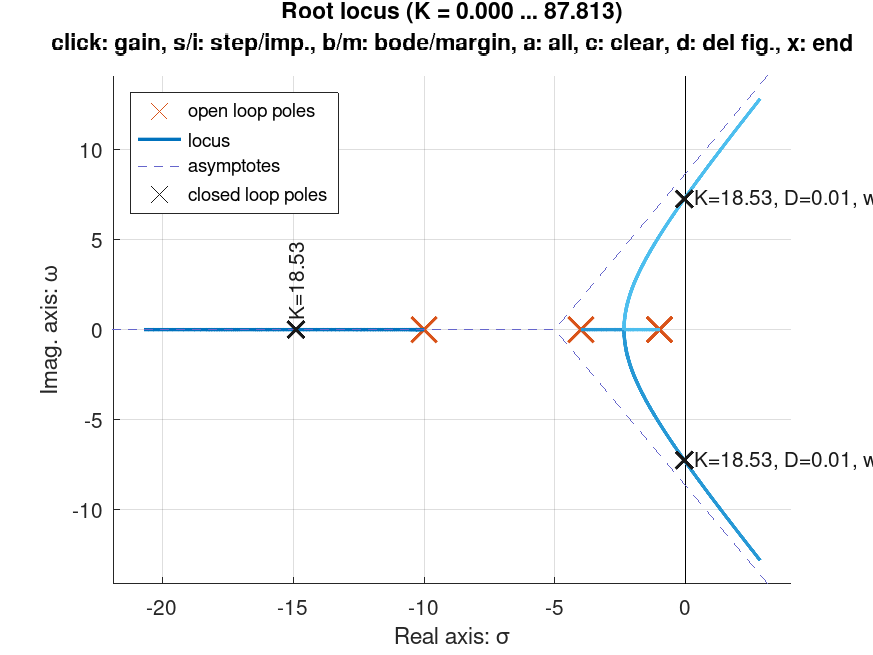 Root locus (K = 0.000 ... 87.813)
click: gain, s/i: step/imp., b/m: bode/margin, a: all, c: clear, d: del fig., x: end
open loop poles
locus
asymptotes
closed loop poles
K=18.53
K=18.53, D=0.01, w
K=18.53, D=0.01, w
Imag. axis: ω
10
5
0
-5
-10
-20
-15
-10
-5
0
Real axis: σ